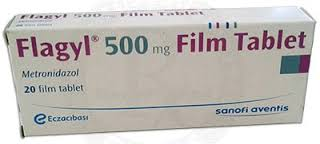 Flagyl® 500 mg Film Tablet
Metronidazol
20 film tablet
Eczacıbaşı
sanofi aventis